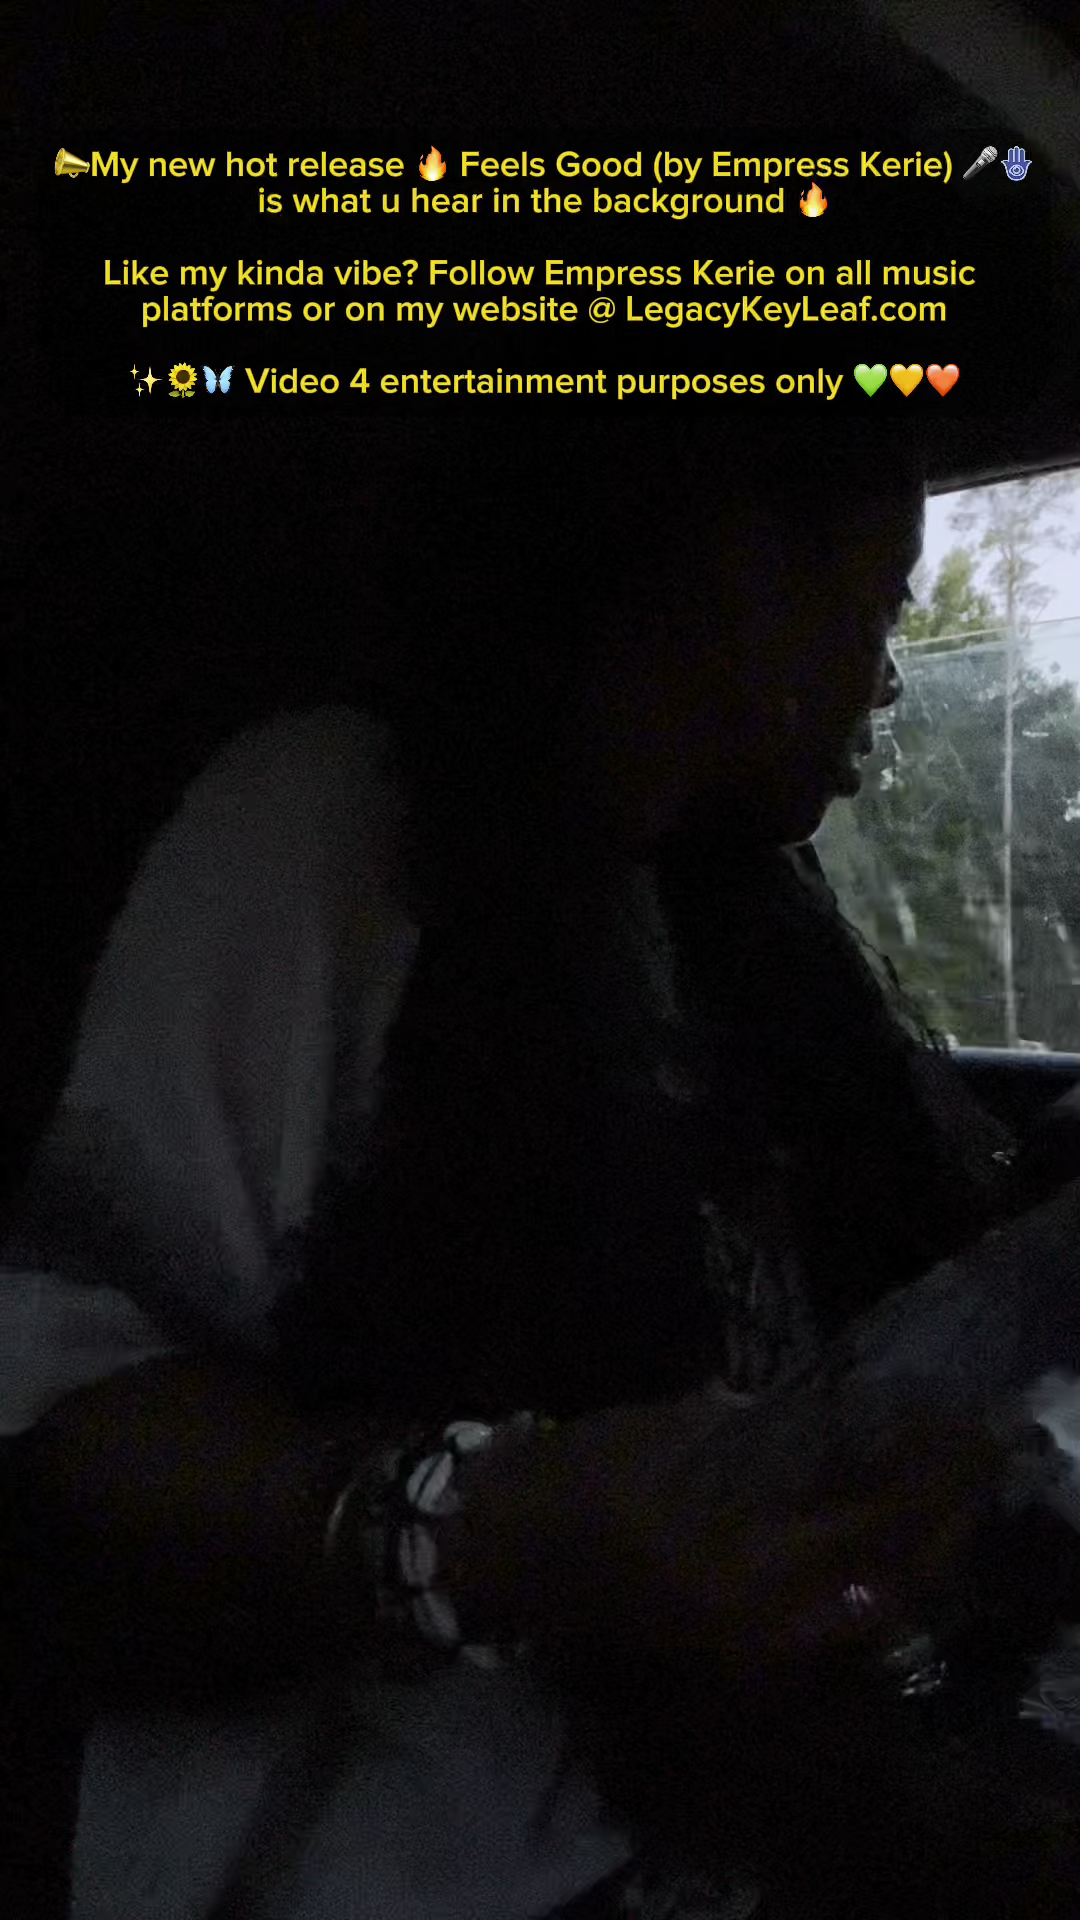 📣My new hot release 🔥 Feels Good (by Empress Kerie) 🎤🪬
is what u hear in the background 🔥
Like my kinda vibe? Follow Empress Kerie on all music
platforms or on my website @ LegacyKeyLeaf.com
✨🌻🦋 Video 4 entertainment purposes only 💚💛🧡